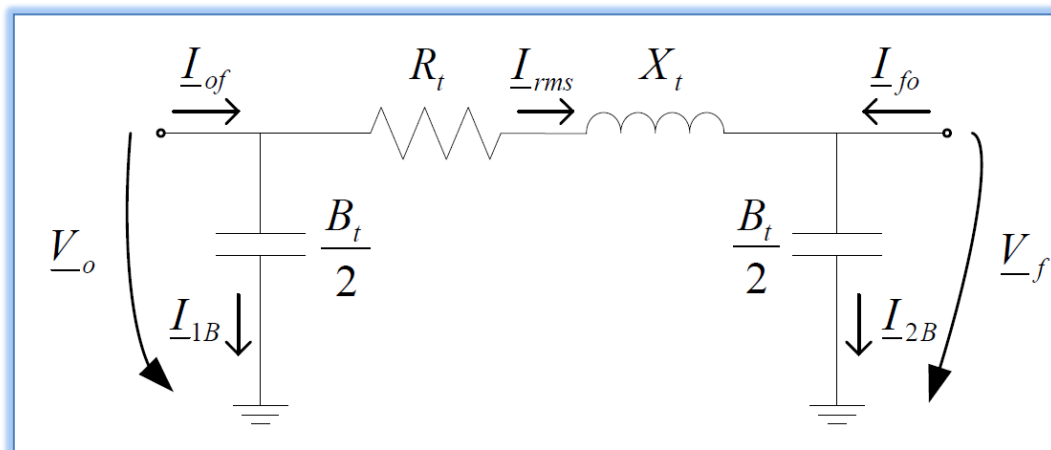 I_of R_t I_rms X_t I_fo
V_o B_t/2 B_t/2 V_f
I_1B I_2B